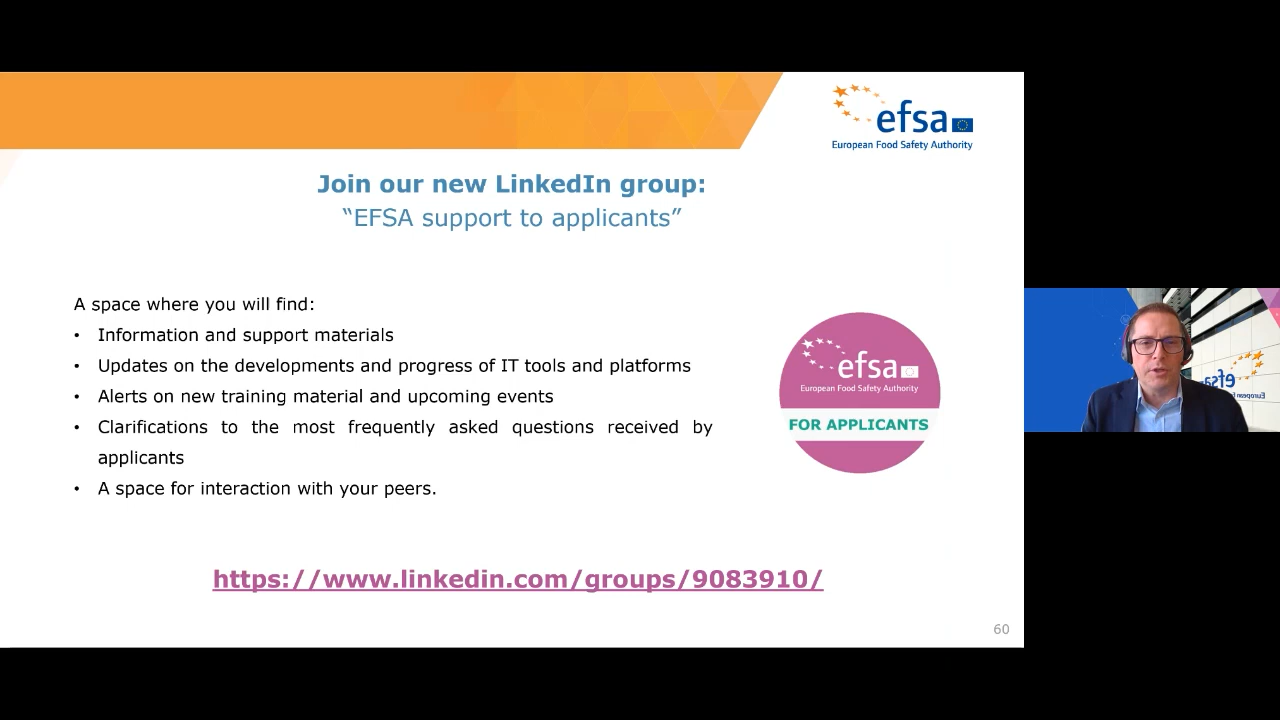 efsa
European Food Safety Authority
Join our new LinkedIn group:
“EFSA support to applicants”
A space where you will find:
• Information and support materials
• Updates on the developments and progress of IT tools and platforms
• Alerts on new training material and upcoming events
• Clarifications to the most frequently asked questions received by
applicants
• A space for interaction with your peers.
efsa
European Food Safety Authority
FOR APPLICANTS
https://www.linkedin.com/groups/9083910/
60
efsa